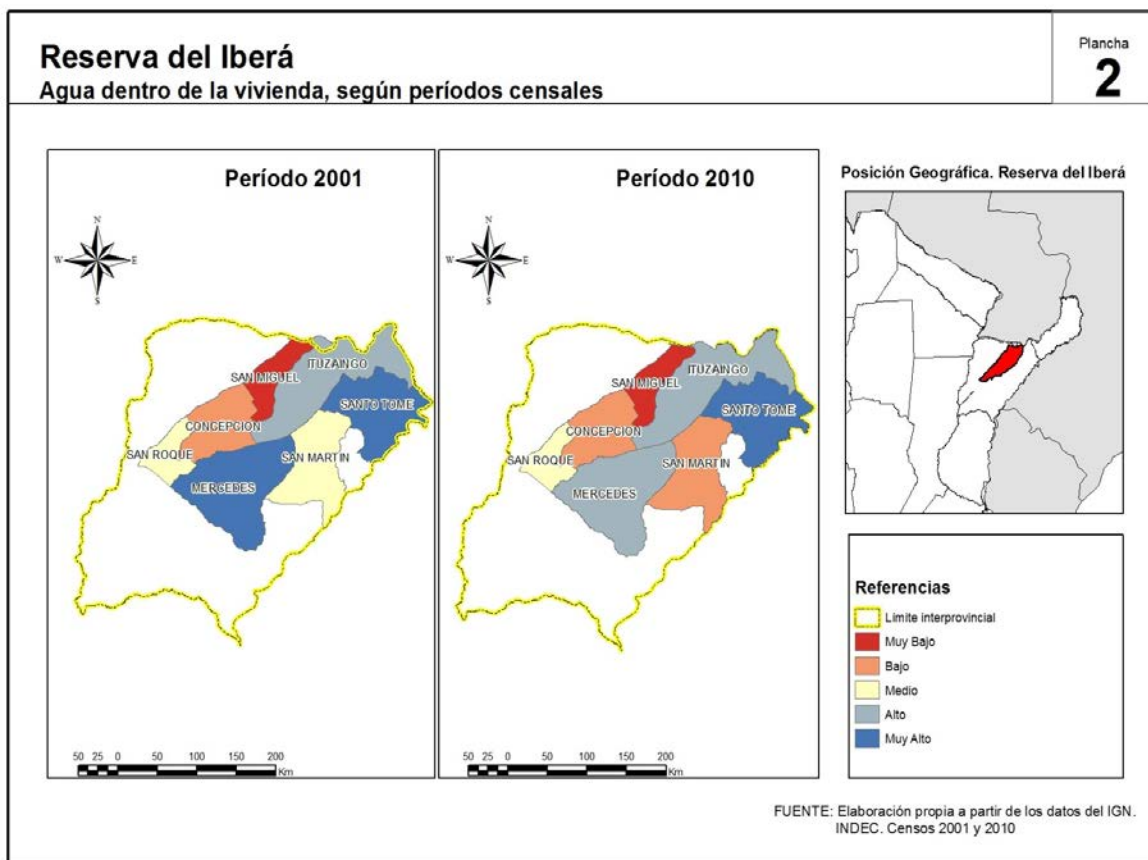 Reserva del Iberá
Agua dentro de la vivienda, según períodos censales
Plancha
2
Período 2001
N
W
E
S
ITUZAINGO
SAN MIGUEL
SANTO TOME
CONCEPCION
SAN ROQUE
SAN MARTIN
MERCEDES
50 25 0 50 100 150 200
Km
Período 2010
N
W
E
S
ITUZAINGO
SAN MIGUEL
SANTO TOME
CONCEPCION
SAN ROQUE
SAN MARTIN
MERCEDES
50 25 0 50 100 150 200
Km
Posición Geográfica. Reserva del Iberá
Referencias
Límite interprovincial
Muy Bajo
Bajo
Medio
Alto
Muy Alto
FUENTE: Elaboración propia a partir de los datos del IGN.
INDEC. Censos 2001 y 2010